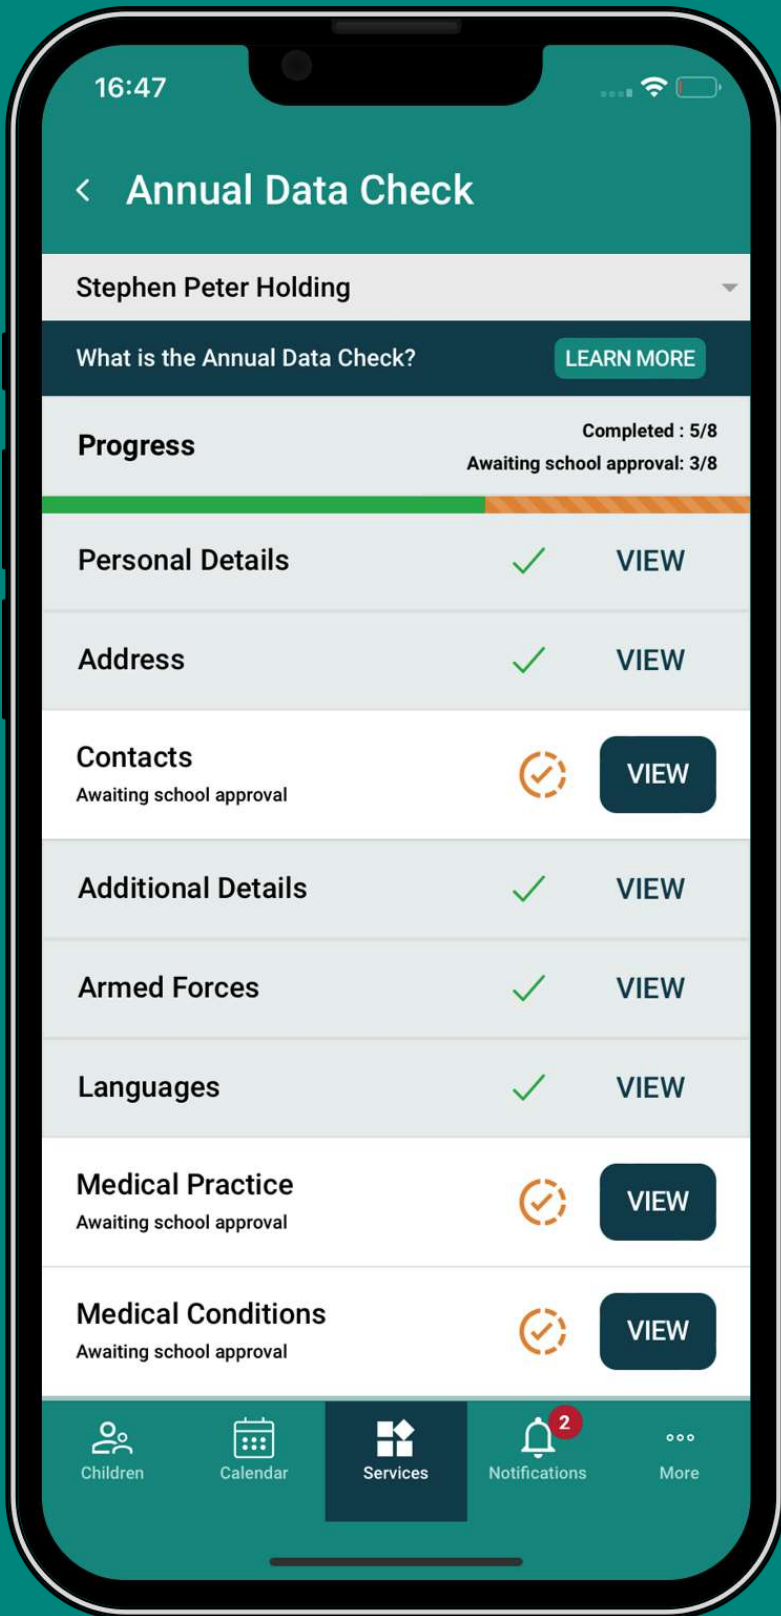 16:47
Annual Data Check
Stephen Peter Holding
What is the Annual Data Check? LEARN MORE
Progress
Completed : 5/8
Awaiting school approval: 3/8
Personal Details VIEW
Address VIEW
Contacts
Awaiting school approval
VIEW
Additional Details VIEW
Armed Forces VIEW
Languages VIEW
Medical Practice
Awaiting school approval
VIEW
Medical Conditions
Awaiting school approval
VIEW
2
Children Calendar Services Notifications More